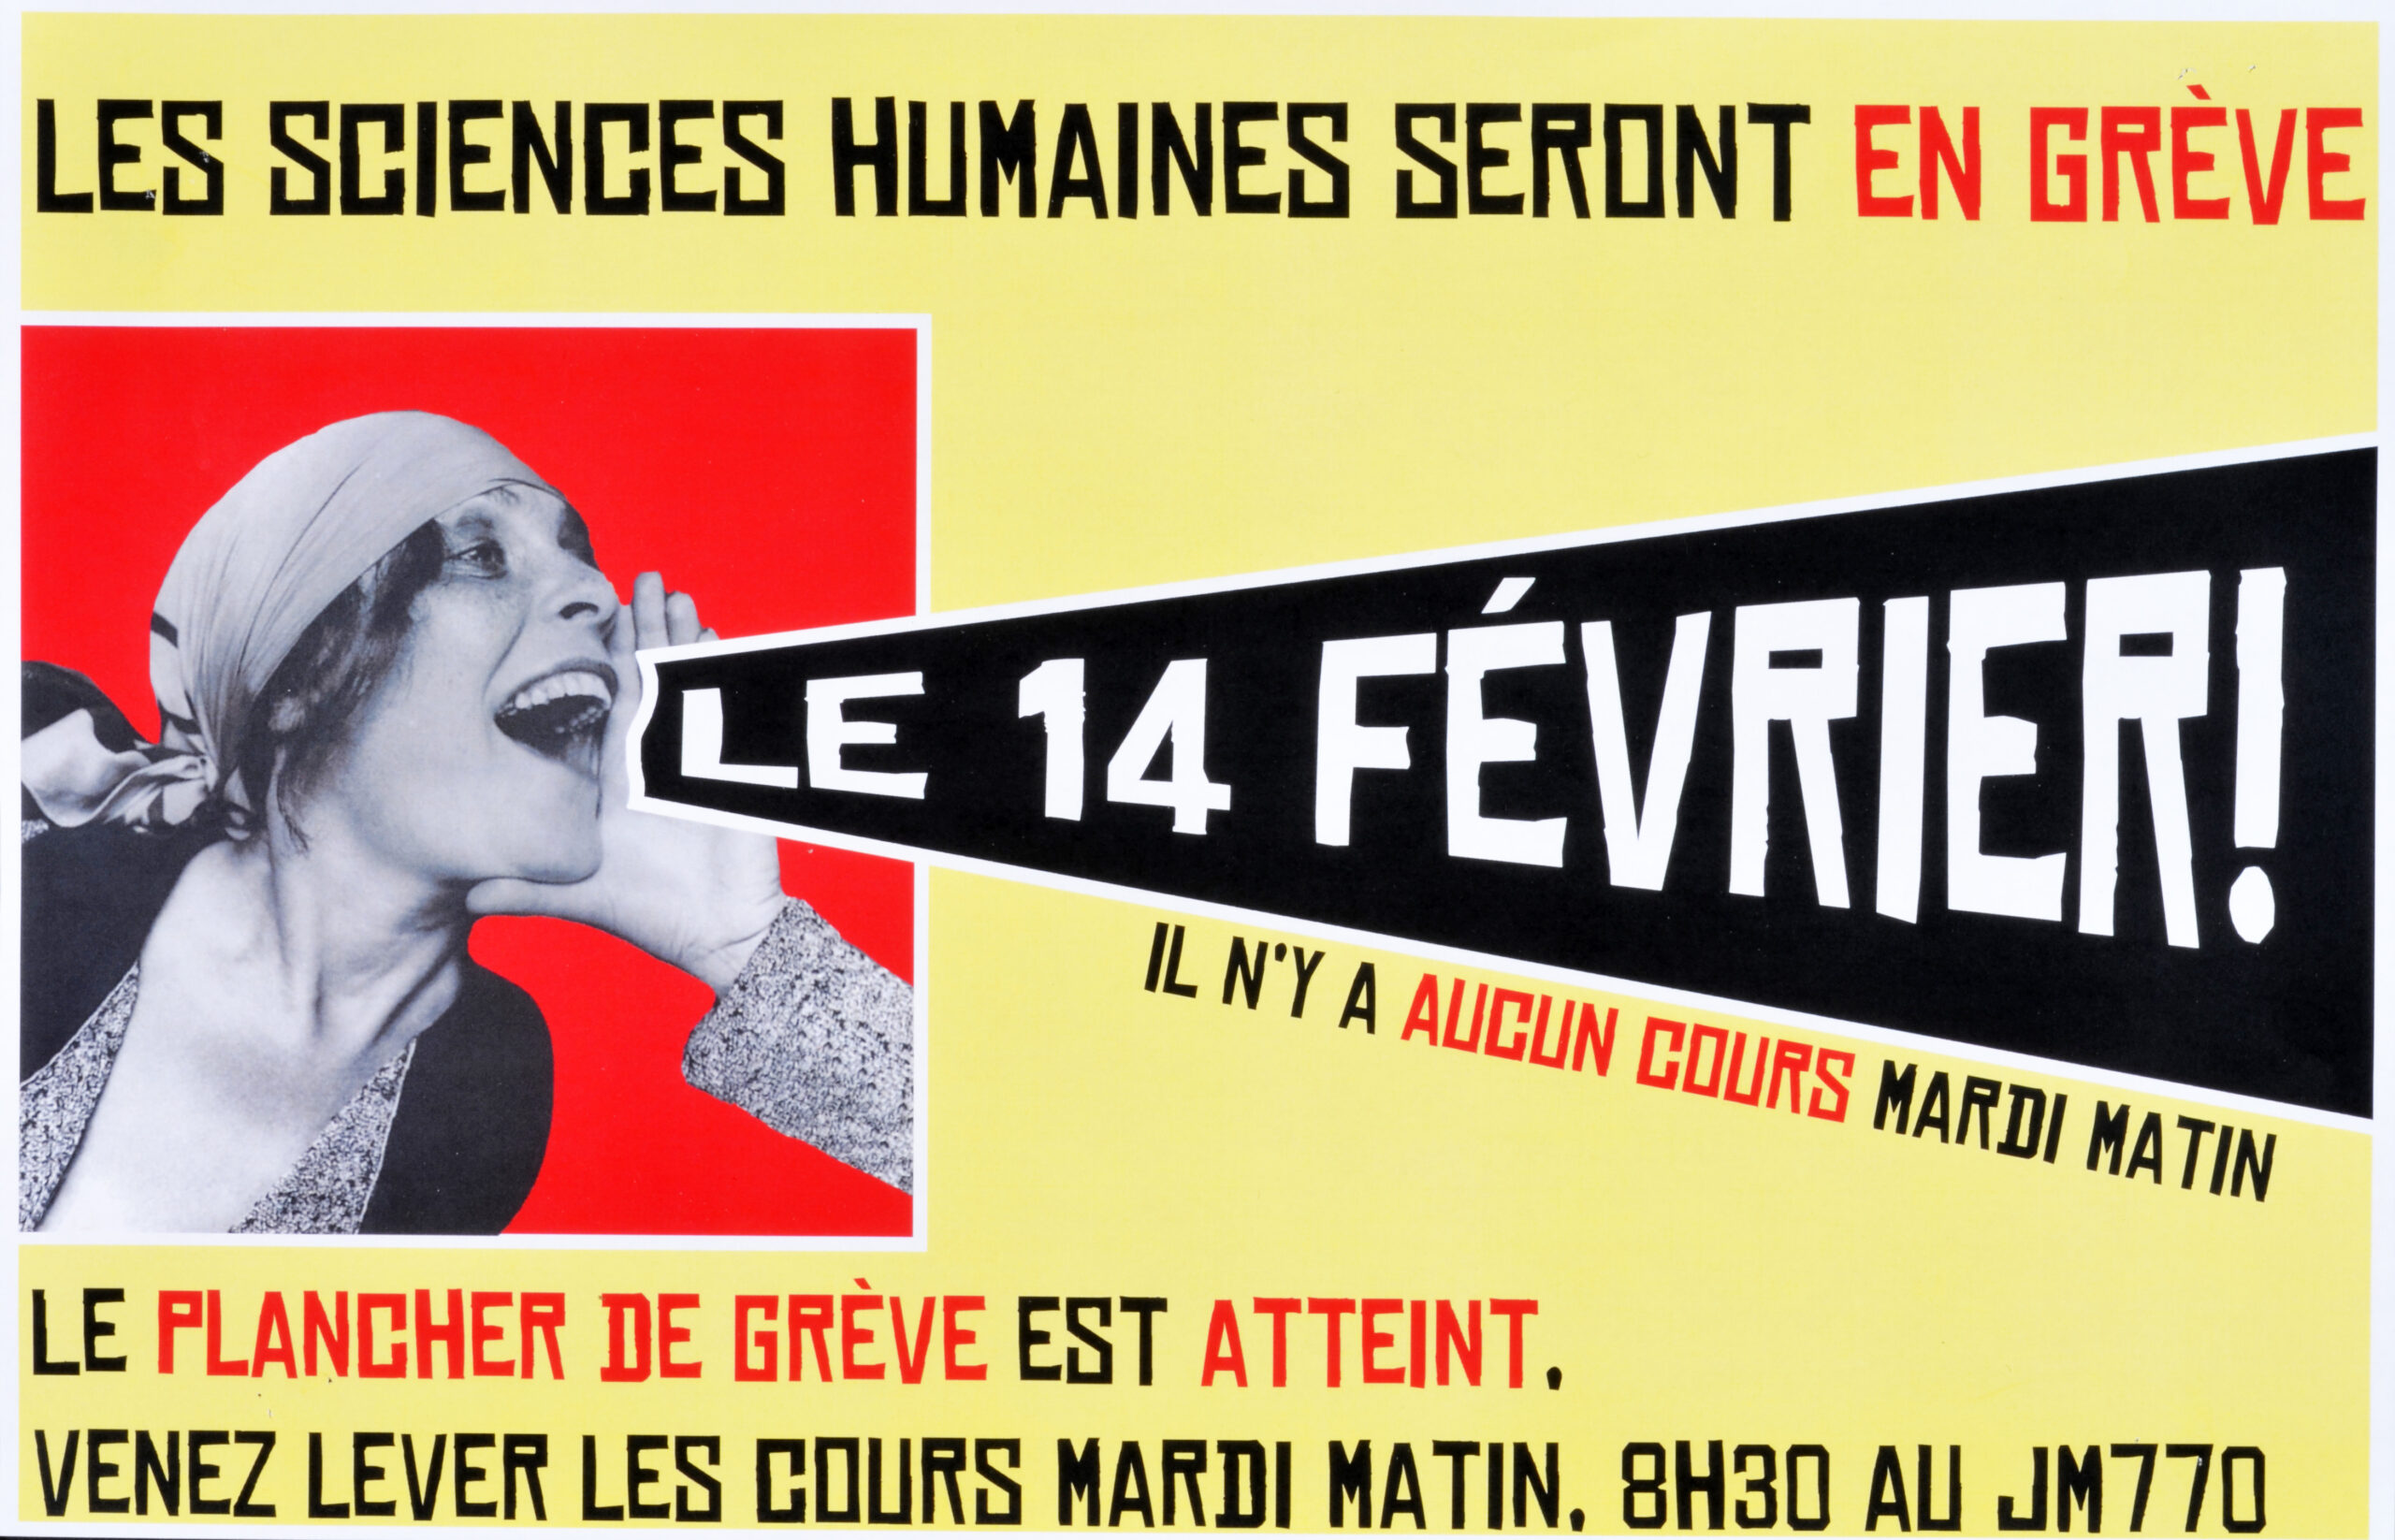 LES SCIENCES HUMAINES SERONT EN GRÈVE
LE 14 FÉVRIER!
IL N'Y A AUCUN COURS MARDI MATIN
LE PLANCHER DE GRÈVE EST ATTEINT.
VENEZ LEVER LES COURS MARDI MATIN, 8H30 AU JM770